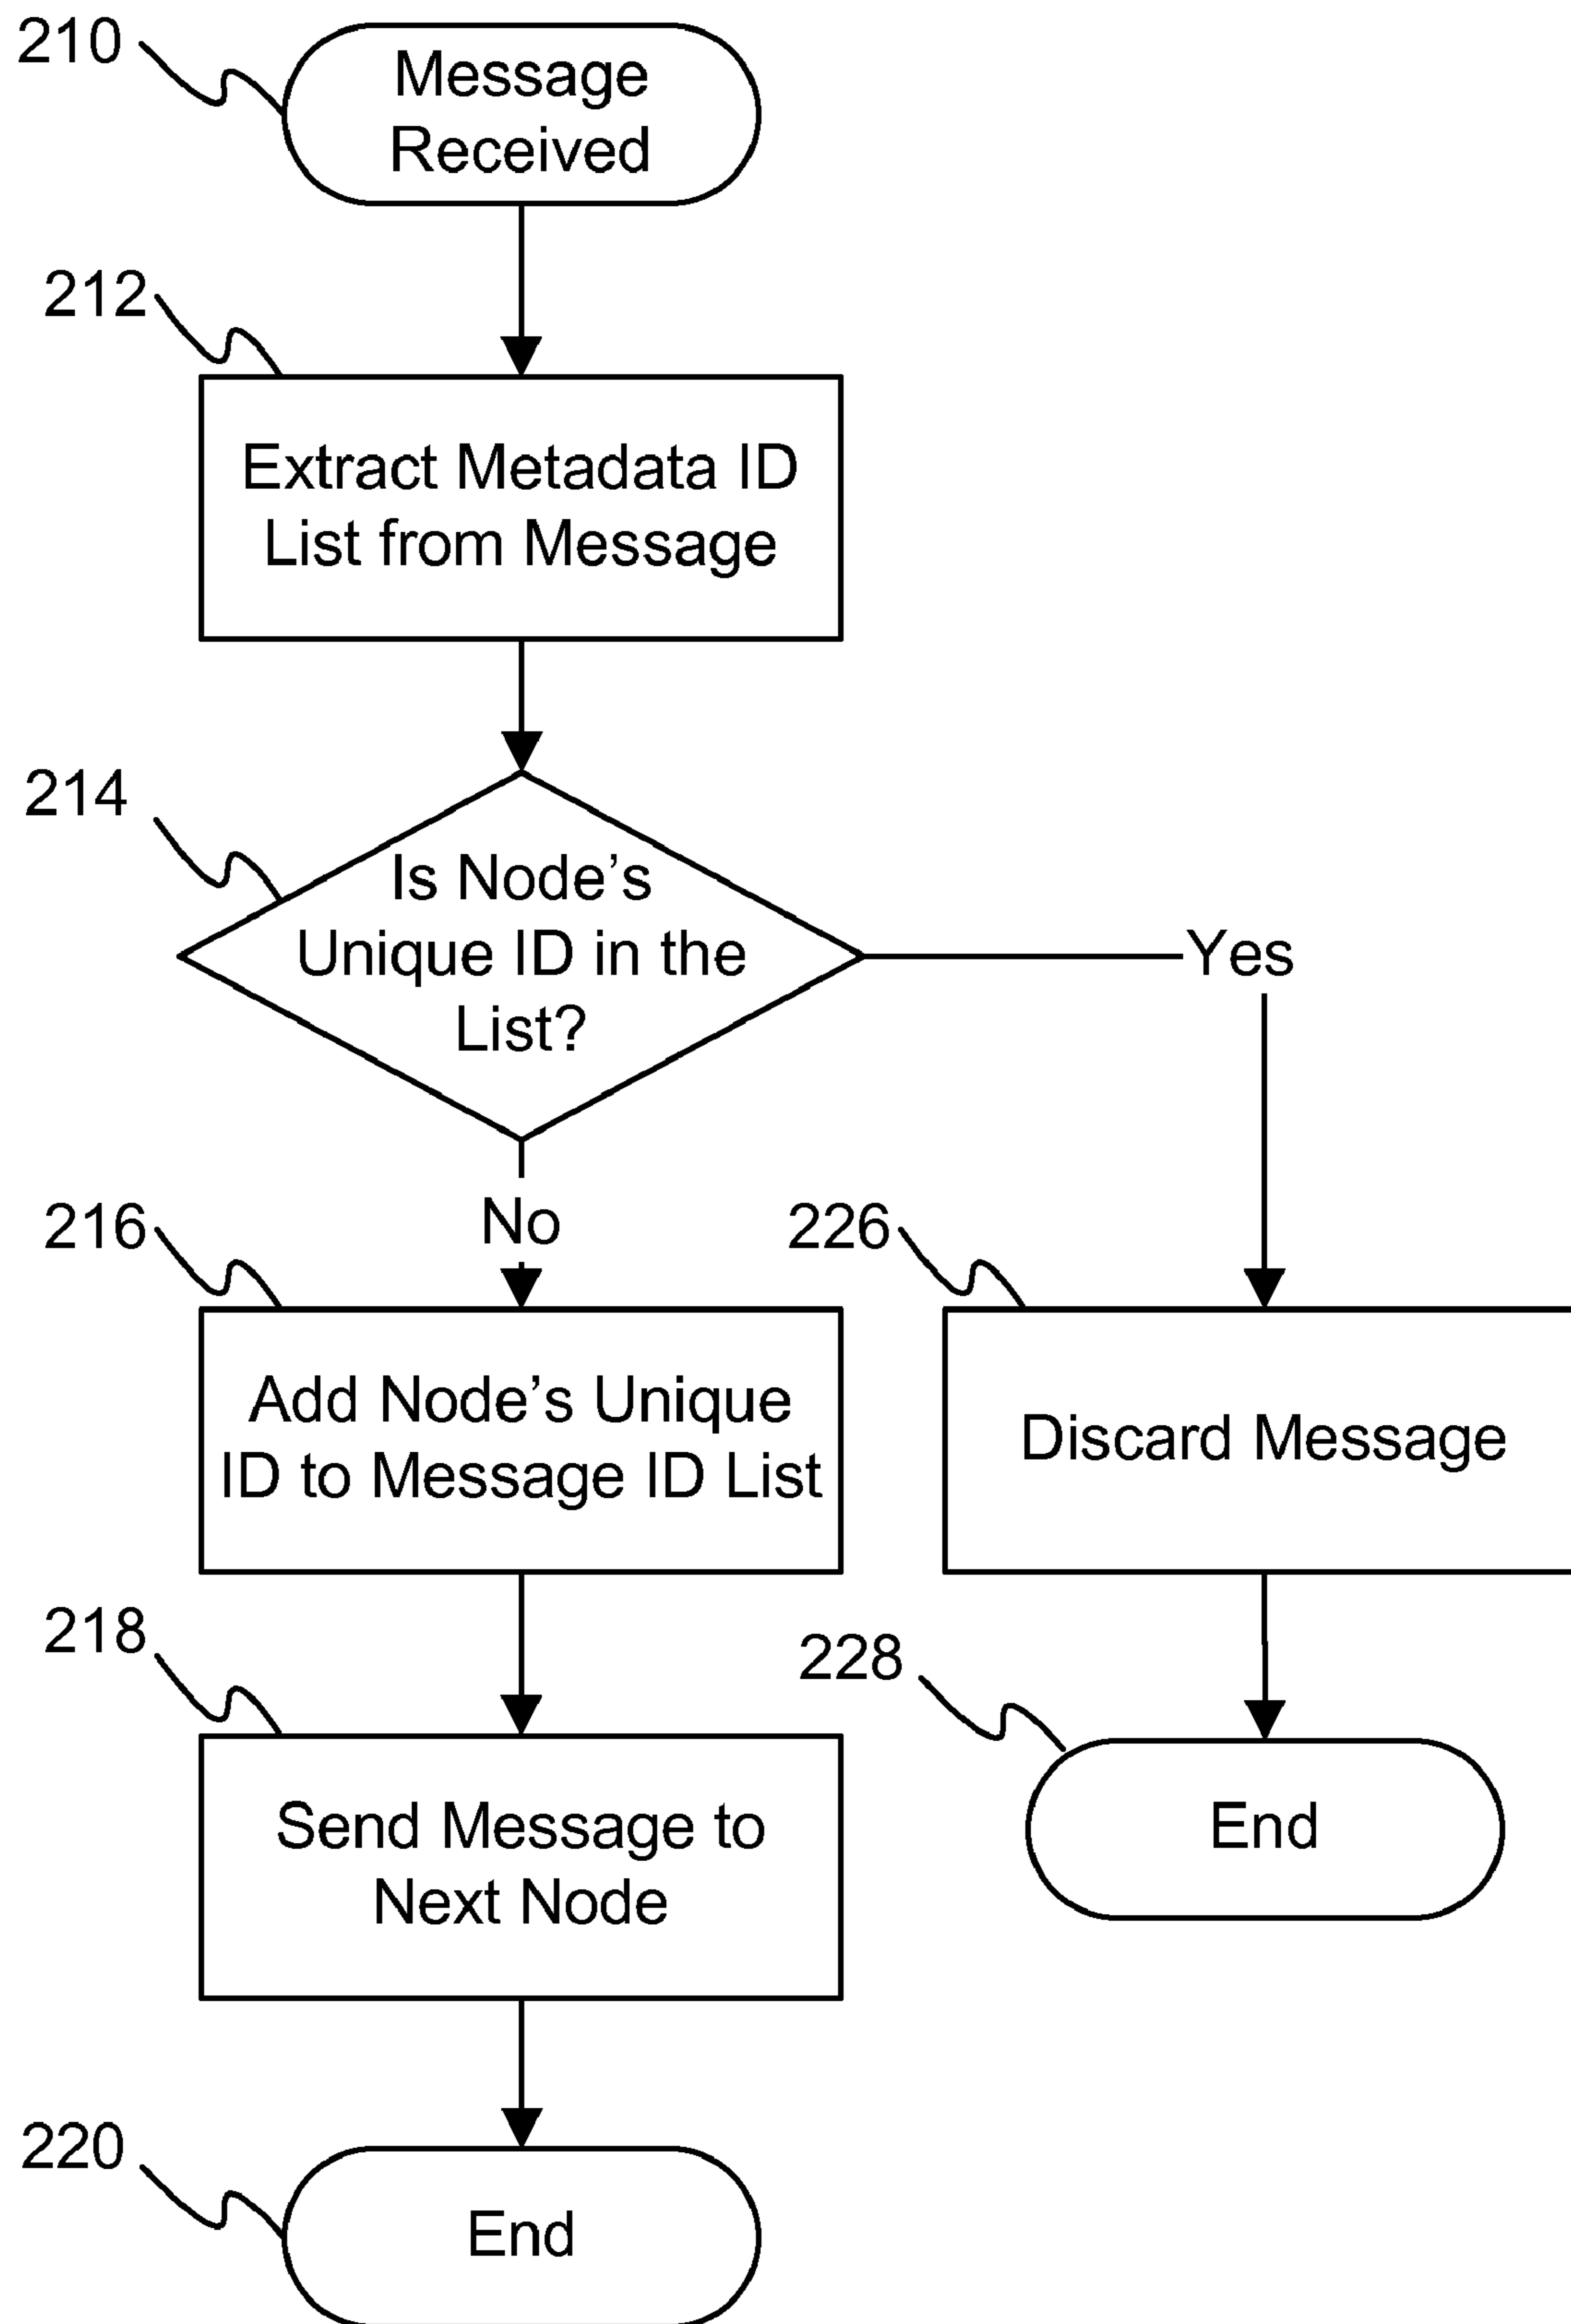 210
Message
Received
212
Extract Metadata ID
List from Message
214
Is Node’s
Unique ID in the
List?
Yes
No
216
Add Node’s Unique
ID to Message ID List
226
Discard Message
218
Send Message to
Next Node
228
End
220
End